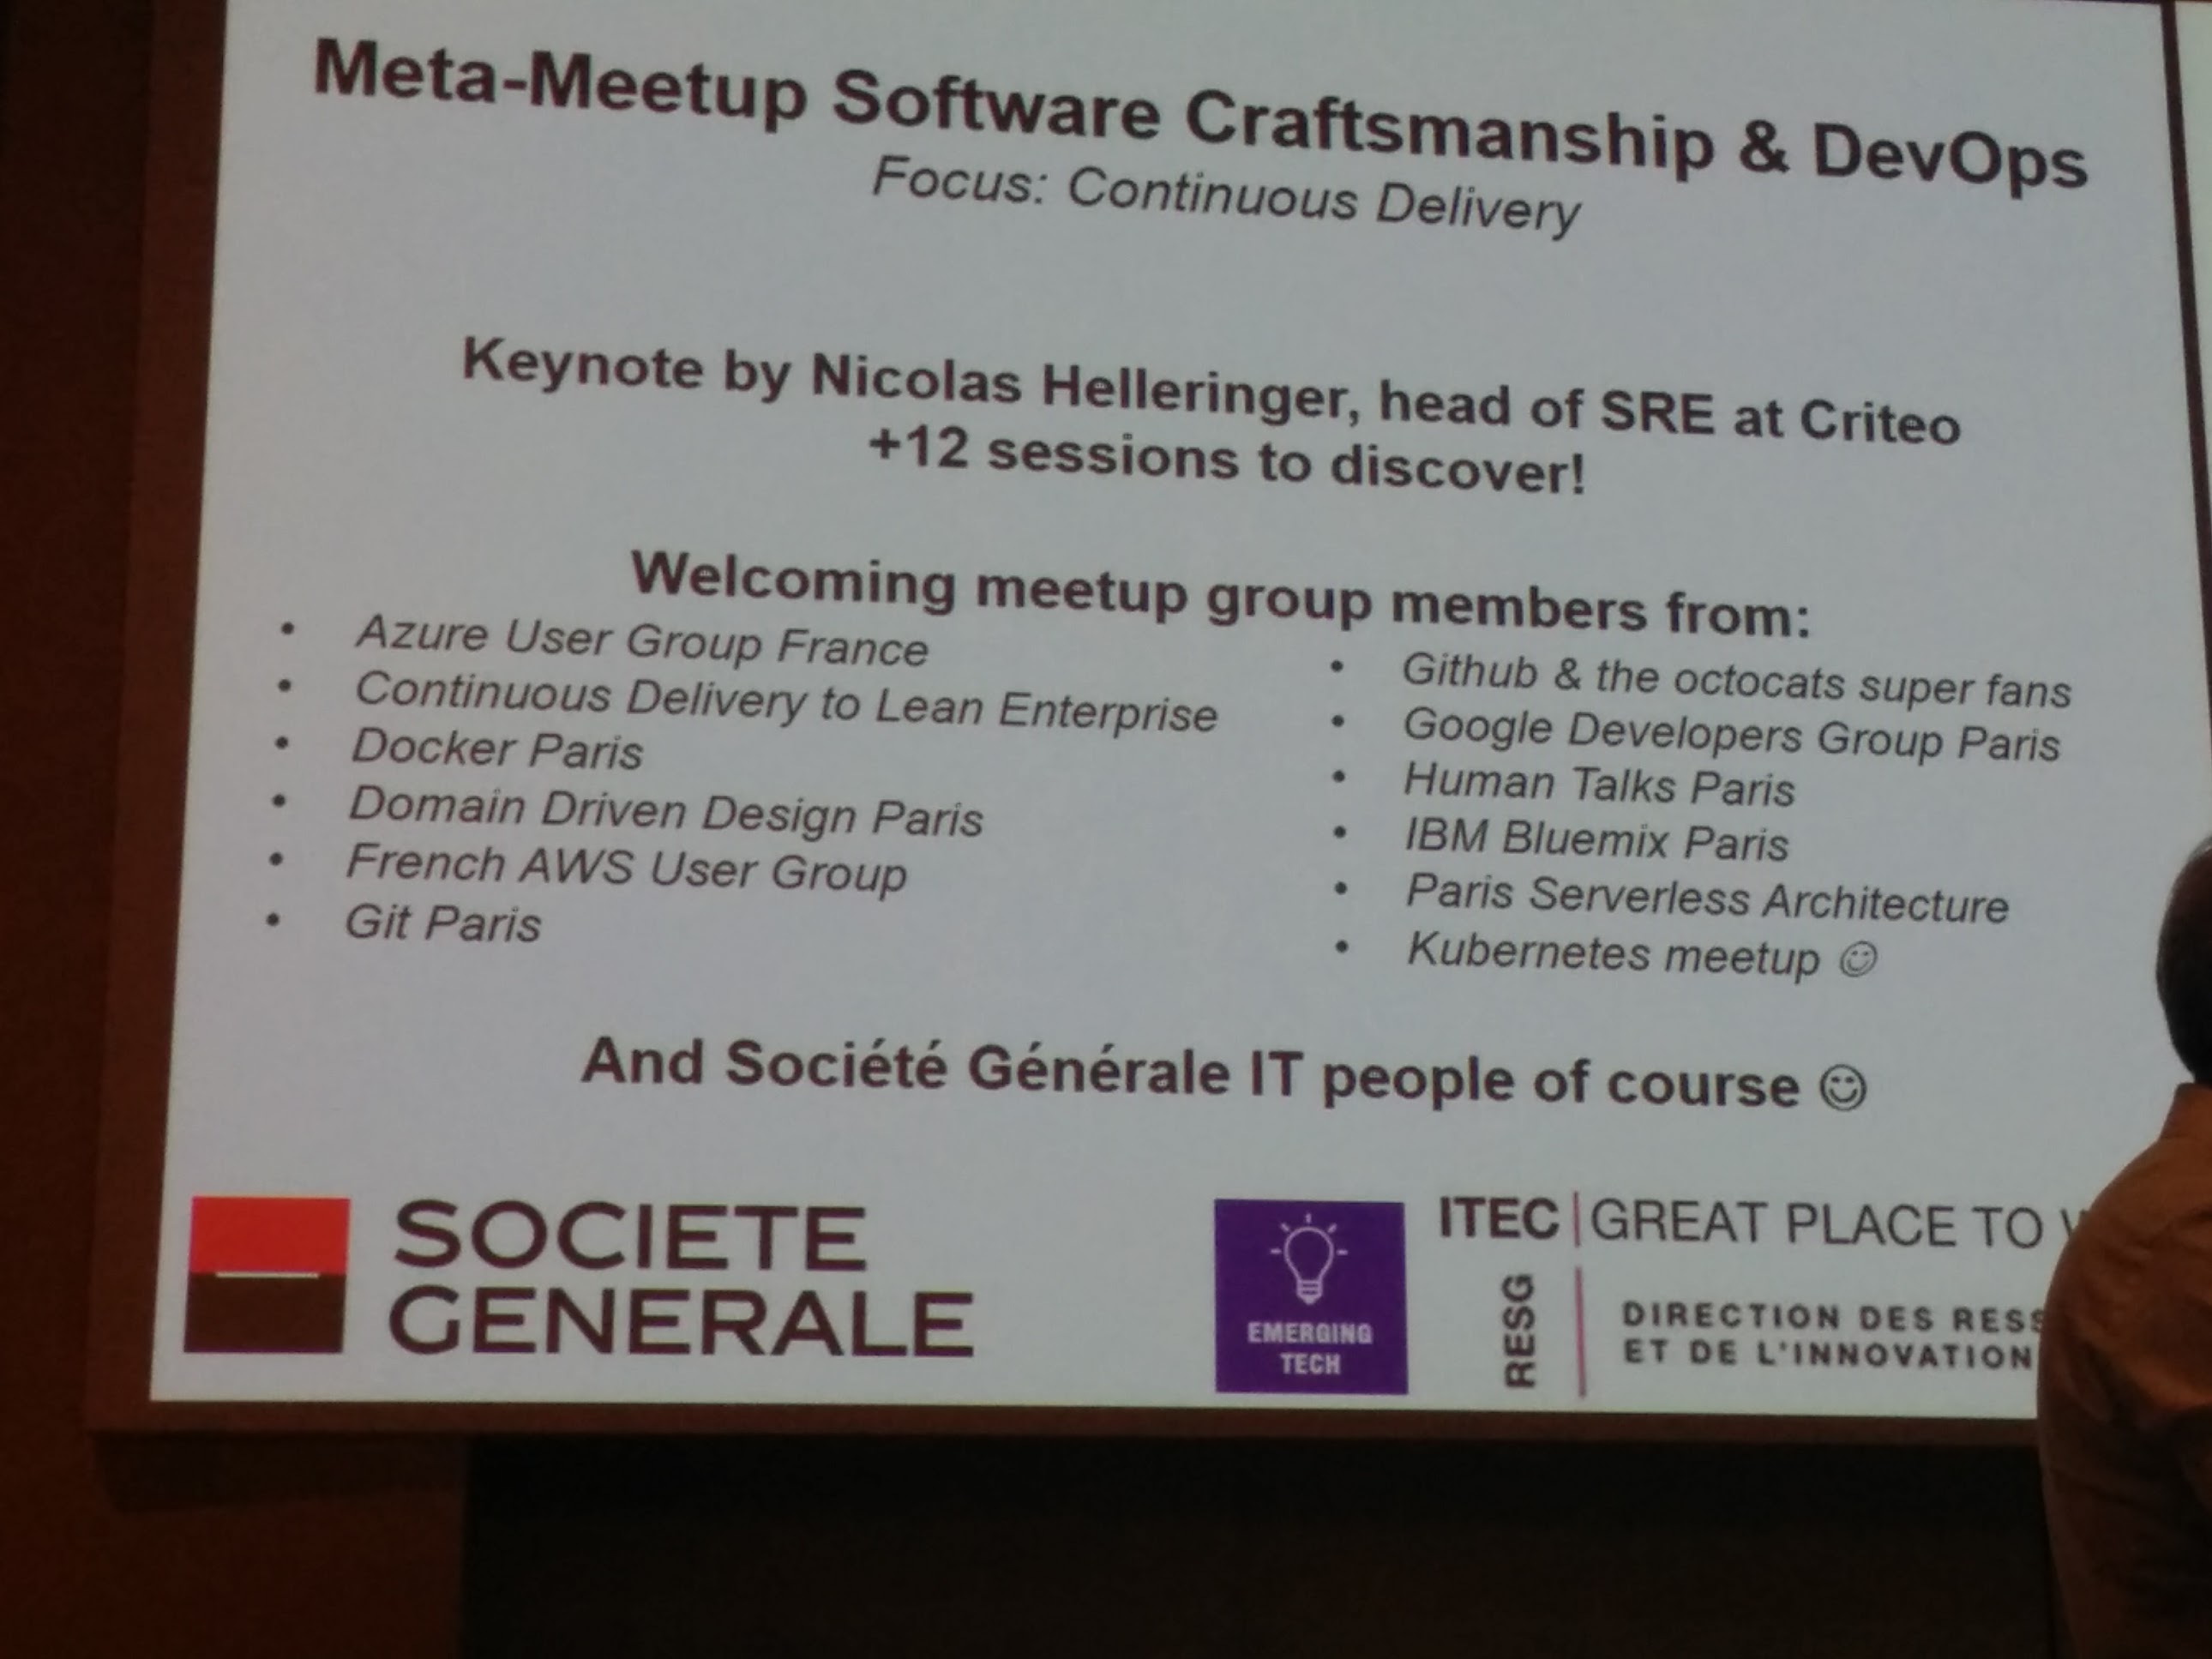 Meta-Meetup Software Craftsmanship & DevOps
Focus: Continuous Delivery
Keynote by Nicolas Helleringer, head of SRE at Criteo
+12 sessions to discover!
Welcoming meetup group members from:
• Azure User Group France
• Continuous Delivery to Lean Enterprise
• Docker Paris
• Domain Driven Design Paris
• French AWS User Group
• Git Paris
• Github & the octocats super fans
• Google Developers Group Paris
• Human Talks Paris
• IBM Bluemix Paris
• Paris Serverless Architecture
• Kubernetes meetup ☺
And Société Générale IT people of course ☺
SOCIETE
GENERALE
EMERGING
TECH
ITEC | GREAT PLACE TO
RESG
DIRECTION DES
ET DE L'INNOVATION